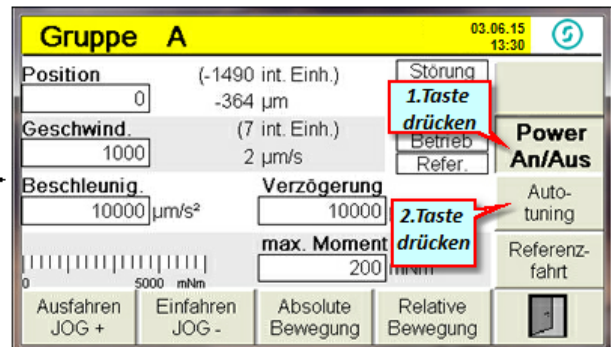 Gruppe A
03.06.15
13:30
Position
(-1490 int. Einh.)
Störung
0
-364 µm
1.Taste
drücken
Geschwind.
(7 int. Einh.)
Betrieb
Power
An/Aus
1000
2 µm/s
Refer.
Beschleunig.
Verzögerung
Auto-
tuning
10000 µm/s²
10000
2.Taste
drücken
max. Moment
Referenz-
fahrt
200
mNm
0
5000 mNm
Ausfahren
JOG +
Einfahren
JOG -
Absolute
Bewegung
Relative
Bewegung